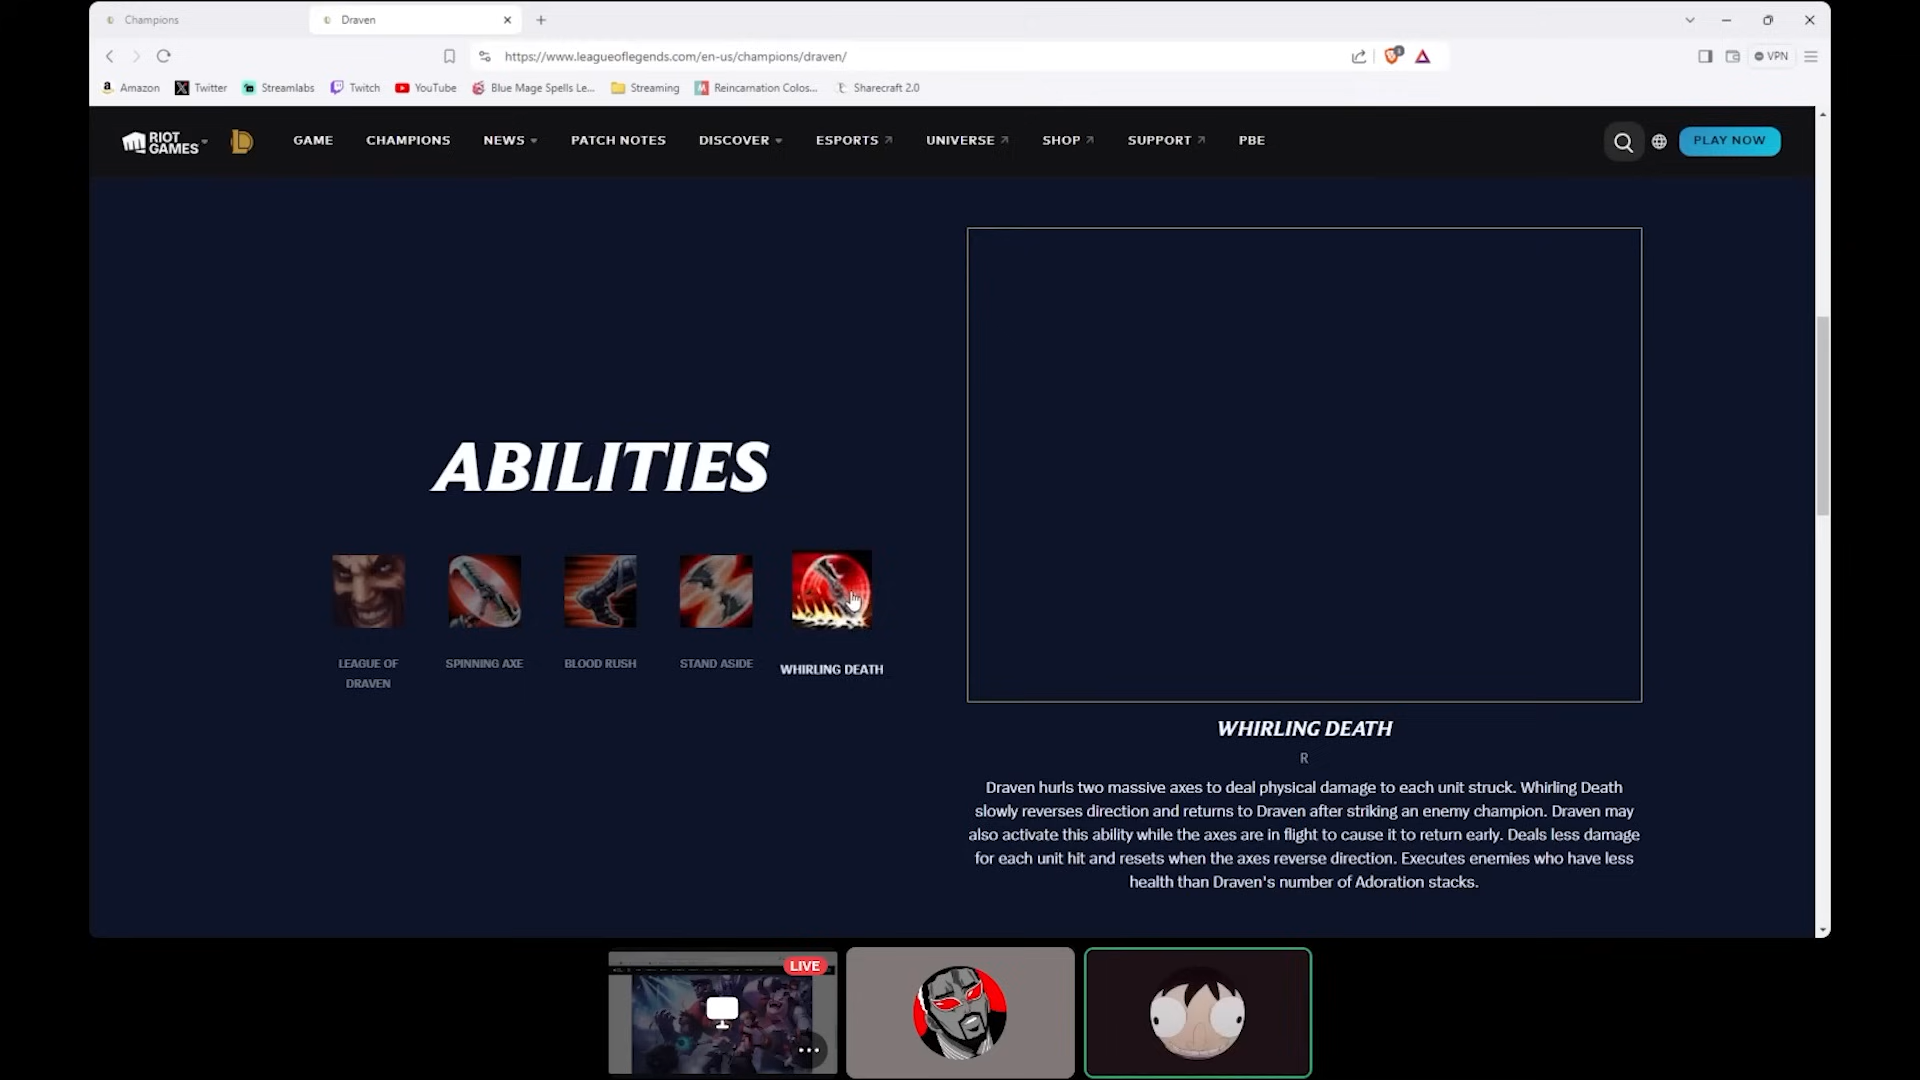 Champions
Draven
https://www.leagueoflegends.com/en-us/champions/draven/
VPN
Amazon
Twitter
Streamlabs
Twitch
YouTube
Blue Mage Spells Le...
Streaming
Reincarnation Colos...
Sharecraft 2.0
RIOT
GAMES
GAME
CHAMPIONS
NEWS
PATCH NOTES
DISCOVER
ESPORTS
UNIVERSE
SHOP
SUPPORT
PBE
PLAY NOW
ABILITIES
LEAGUE OF
DRAVEN
SPINNING AXE
BLOOD RUSH
STAND ASIDE
WHIRLING DEATH
WHIRLING DEATH
R
Draven hurls two massive axes to deal physical damage to each unit struck. Whirling Death
slowly reverses direction and returns to Draven after striking an enemy champion. Draven may
also activate this ability while the axes are in flight to cause it to return early. Deals less damage
for each unit hit and resets when the axes reverse direction. Executes enemies who have less
health than Draven's number of Adoration stacks.
LIVE